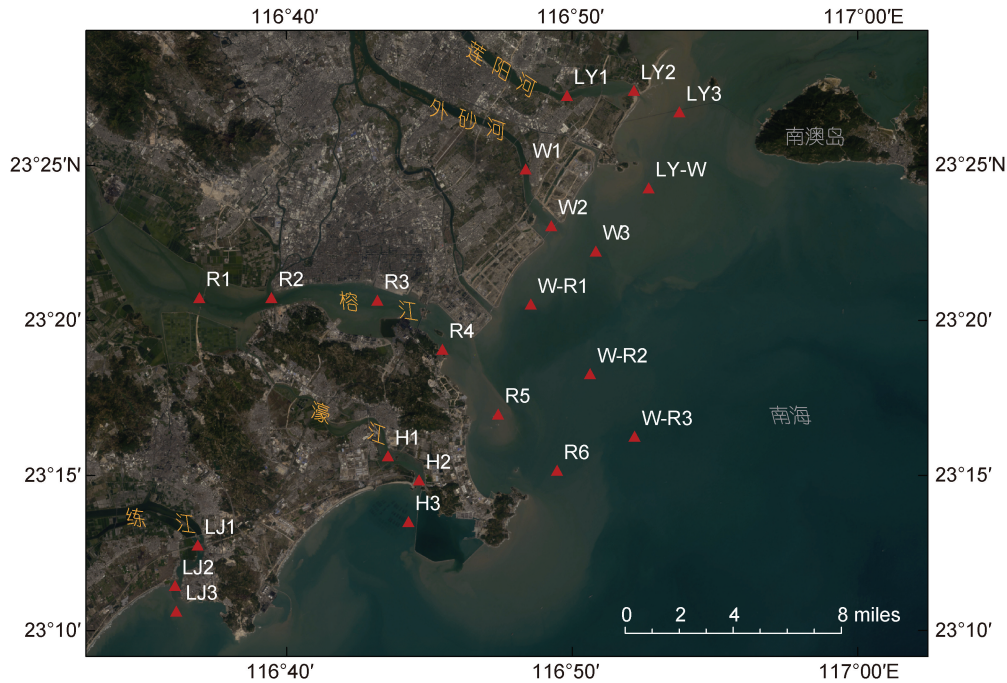 116°40′ 116°50′ 117°00′E
莲阳河
LY1
LY2
LY3
外砂河
南澳岛
23°25′N 23°25′N
W1
LY-W
W2
W3
R1
R2
R3
W-R1
榕江
23°20′ 23°20′
R4
W-R2
R5
W-R3
南海
濠江
H1
R6
H2
23°15′ 23°15′
H3
练江
LJ1
LJ2
LJ3
0 2 4 8 miles
23°10′ 23°10′
116°40′ 116°50′ 117°00′E